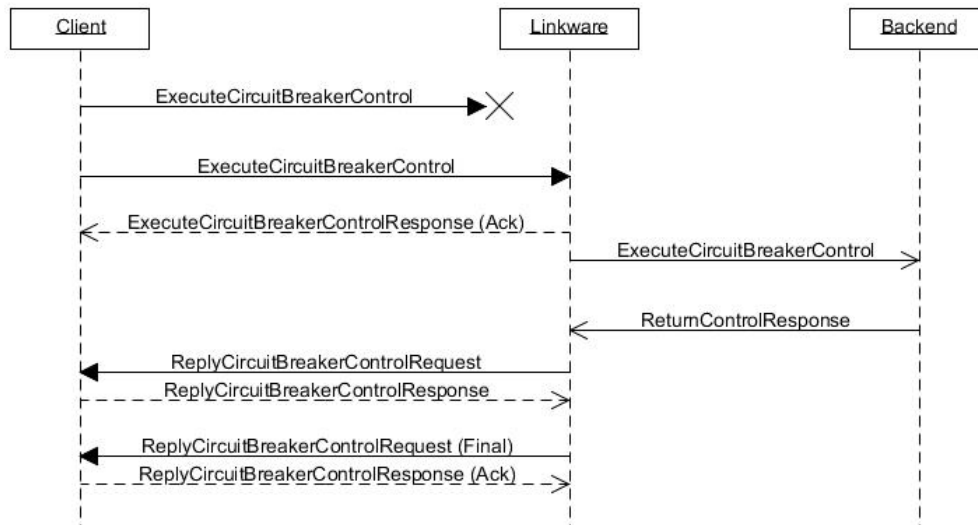 Client
Linkware
Backend
ExecuteCircuitBreakerControl
ExecuteCircuitBreakerControl
ExecuteCircuitBreakerControlResponse (Ack)
ExecuteCircuitBreakerControl
ReturnControlResponse
ReplyCircuitBreakerControlRequest
ReplyCircuitBreakerControlResponse
ReplyCircuitBreakerControlRequest (Final)
ReplyCircuitBreakerControlResponse (Ack)